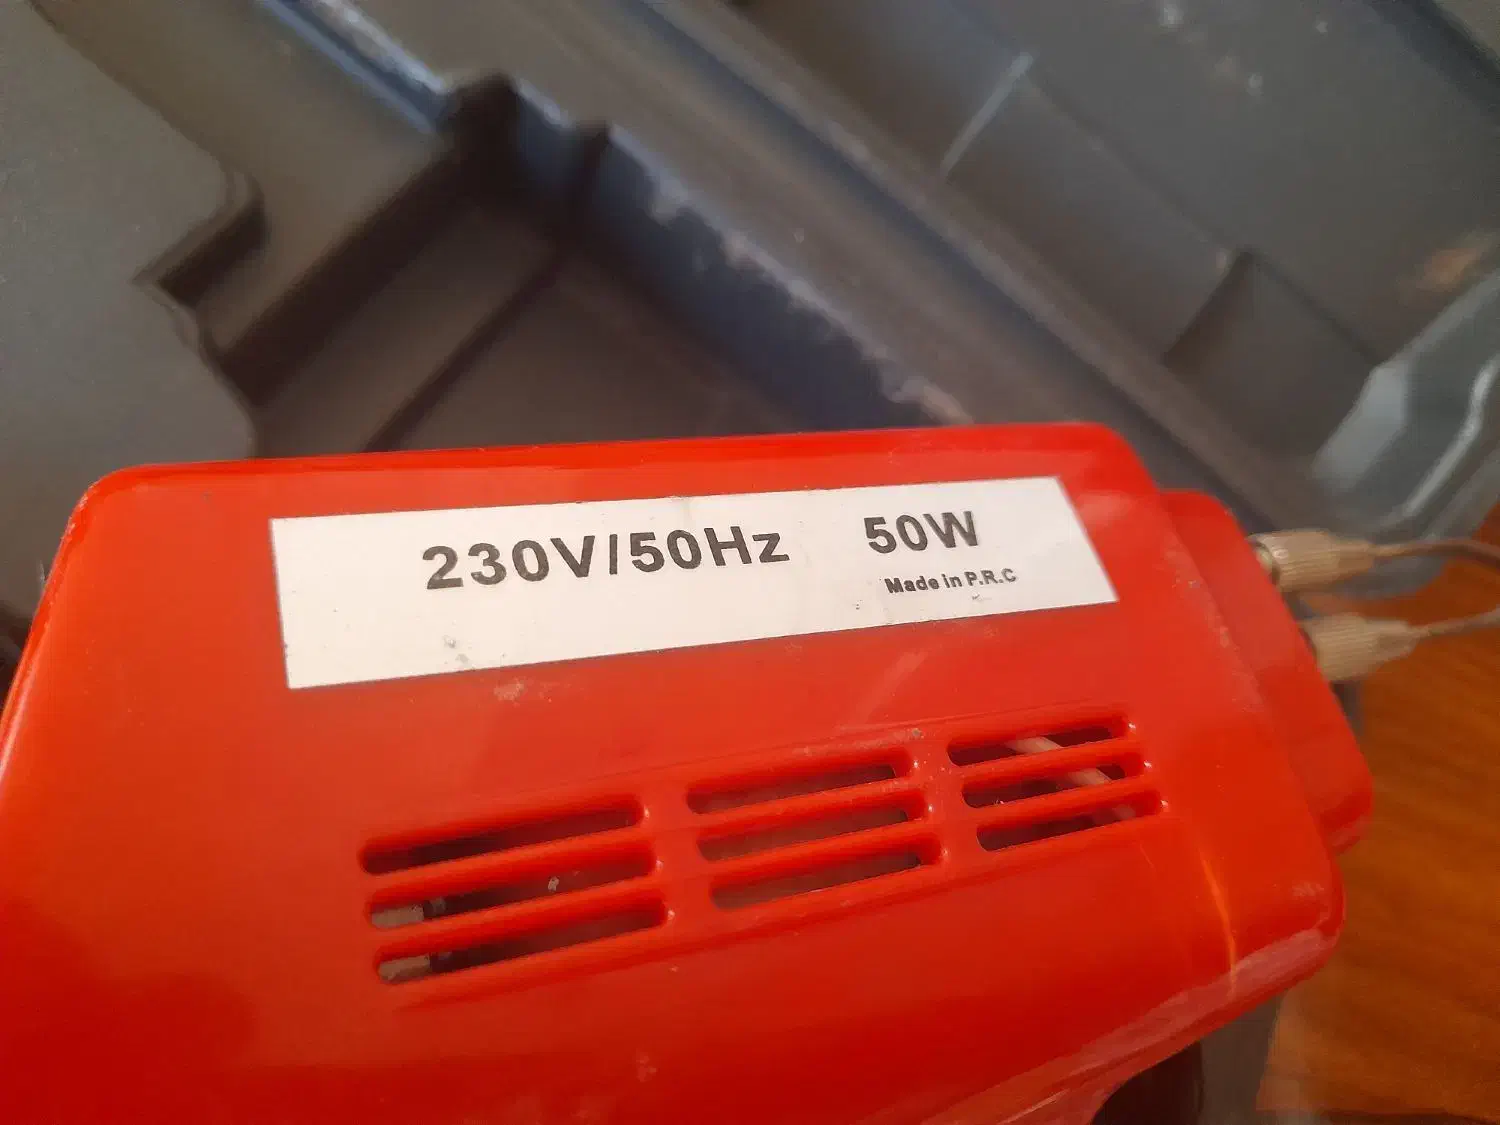 230V/50Hz 50W
Made in P.R.C